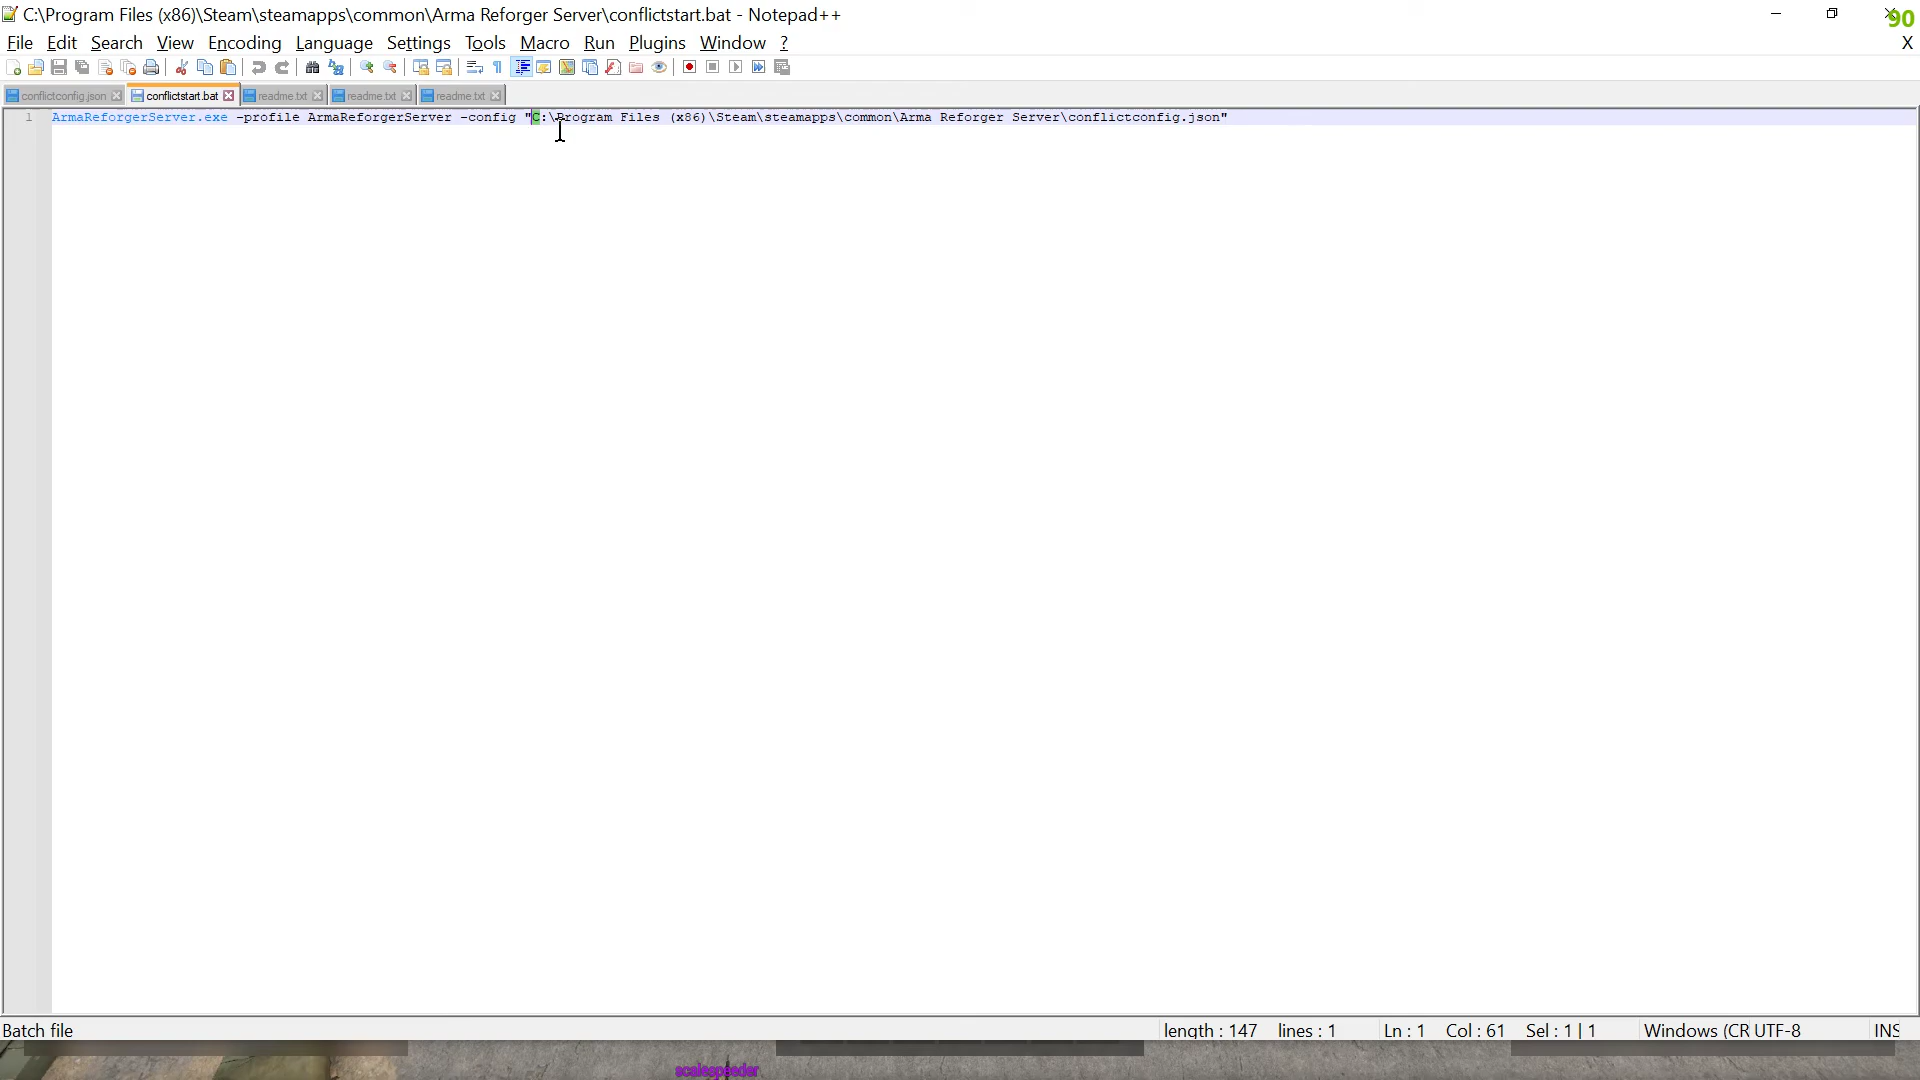 C:\Program Files (x86)\Steam\steamapps\common\Arma Reforger Server\conflictstart.bat - Notepad++
90
File Edit Search View Encoding Language Settings Tools Macro Run Plugins Window ?
X
conflictconfig.json conflictstart.bat readme.txt readme.txt readme.txt
1 ArmaReforgerServer.exe -profile ArmaReforgerServer -config "C:\Program Files (x86)\Steam\steamapps\common\Arma Reforger Server\conflictconfig.json"
Batch file length : 147 lines : 1 Ln : 1 Col : 61 Sel : 1 | 1 Windows (CR UTF-8 INS
scalespeeder